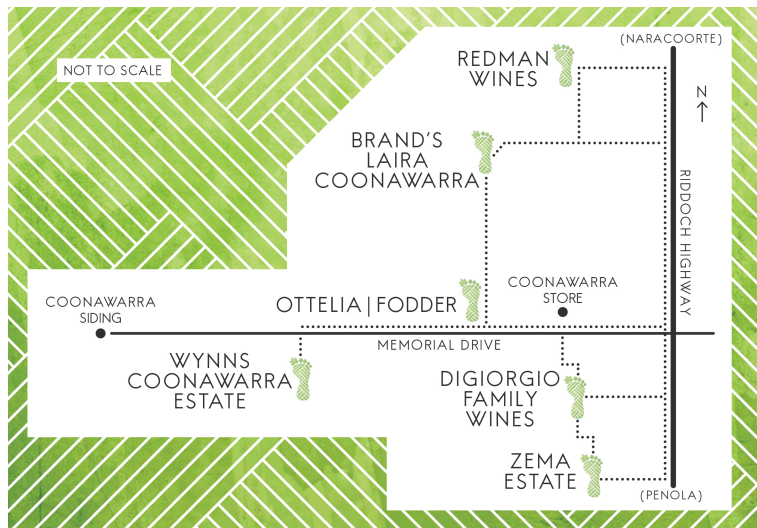 (NARACOORTE)
REDMAN
WINES
NOT TO SCALE
N
BRAND'S
LAIRA
COONAWARRA
RIDDOCH HIGHWAY
COONAWARRA
STORE
COONAWARRA
SIDING
OTTELIA|FODDER
MEMORIAL DRIVE
WYNNS
COONAWARRA
ESTATE
DIGIORGIO
FAMILY
WINES
ZEMA
ESTATE
(PENOLA)